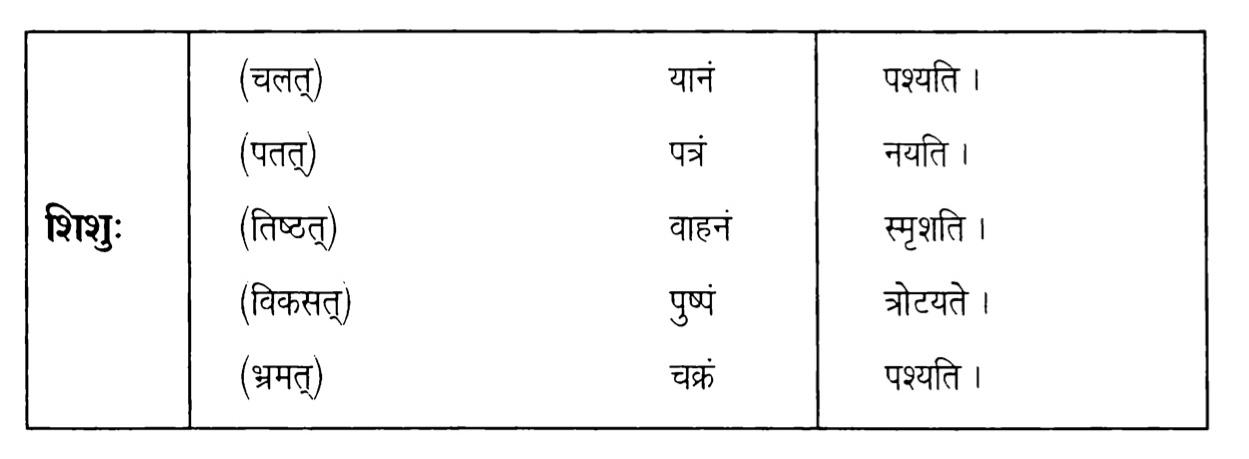 (चलत्) यानं पश्यति ।
(पतत्) पत्रं नयति ।
शिशुः (तिष्ठत्) वाहनं स्मृशति ।
(विकसत्) पुष्पं त्रोटयते ।
(भ्रमत्) चक्रं पश्यति ।